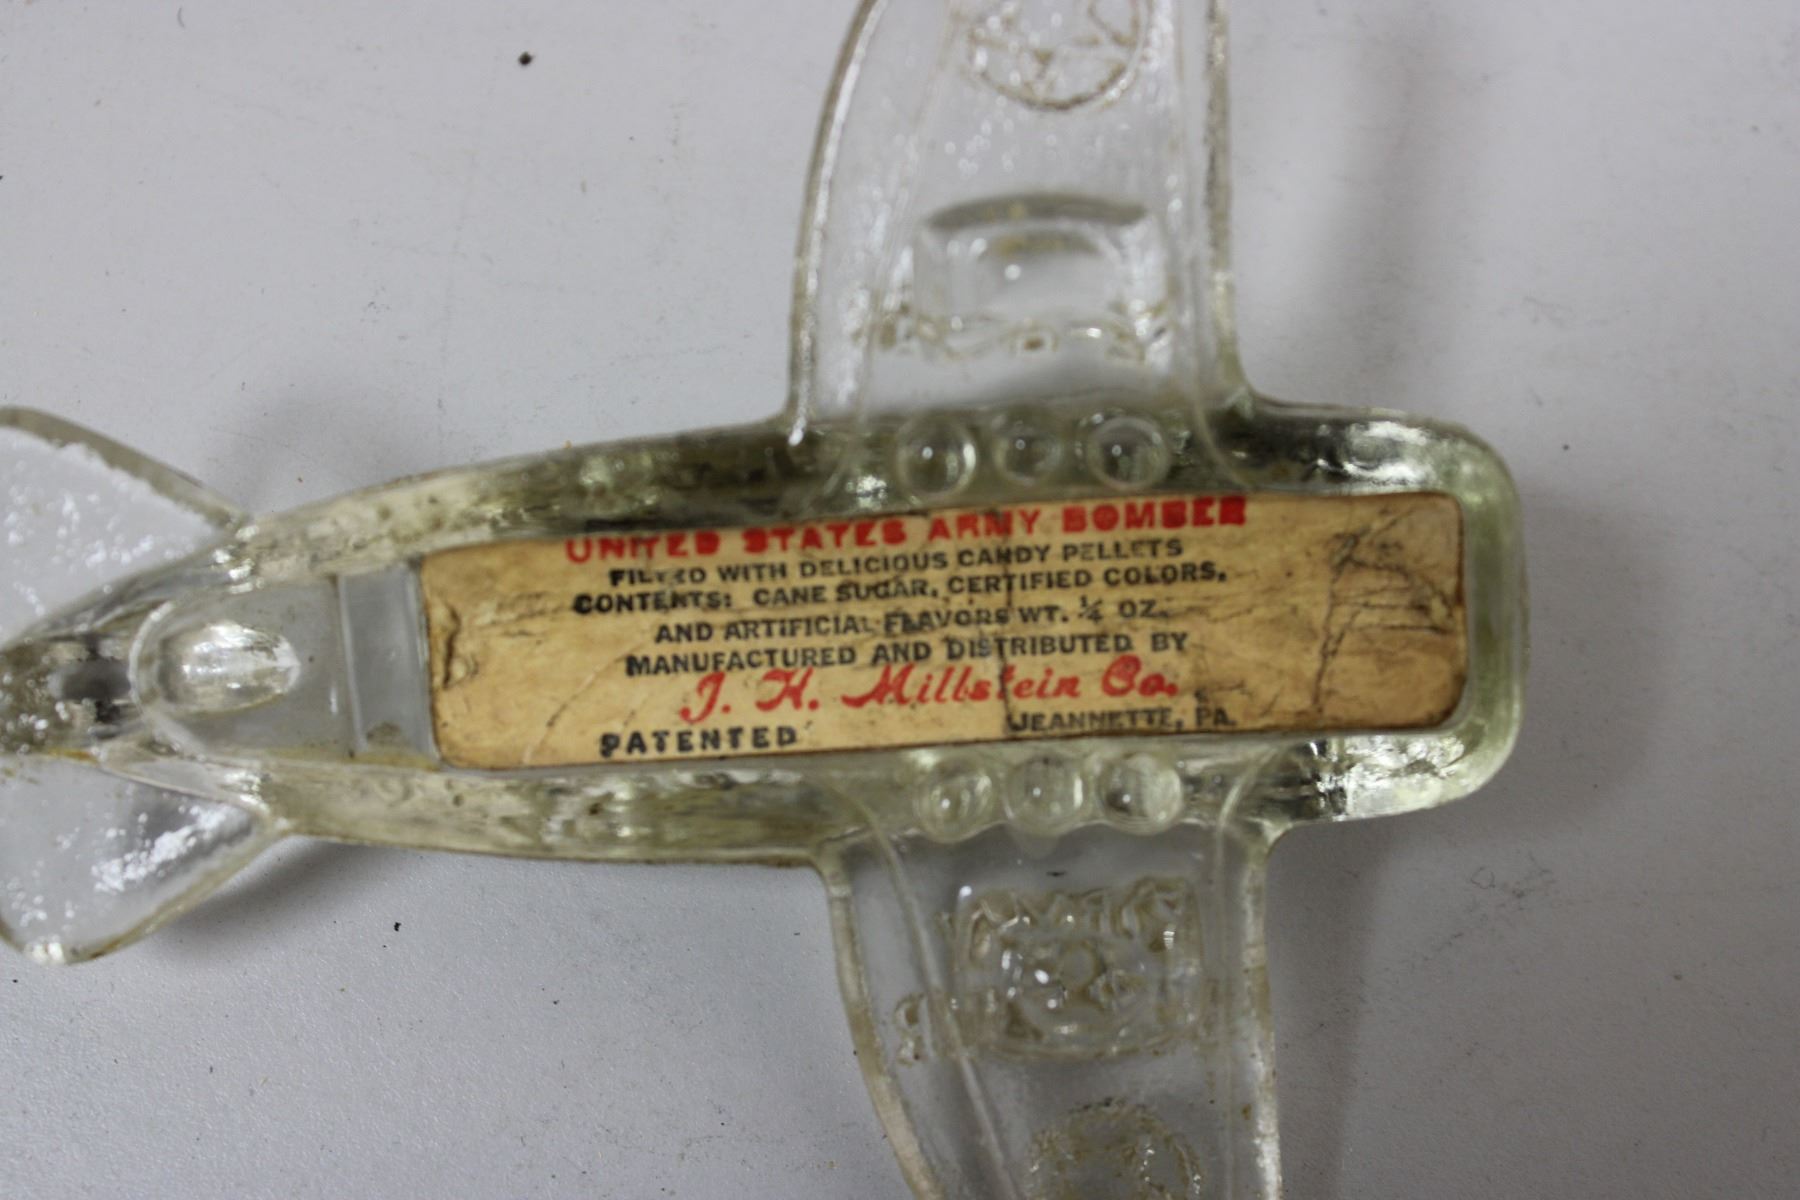 UNITED STATES ARMY BOMBER
FILLED WITH DELICIOUS CANDY PELLETS
CONTENTS: CANE SUGAR, CERTIFIED COLORS,
AND ARTIFICIAL FLAVORS WT. ¼ OZ.
MANUFACTURED AND DISTRIBUTED BY
J. H. Millstein Co.
PATENTED JEANNETTE, PA.